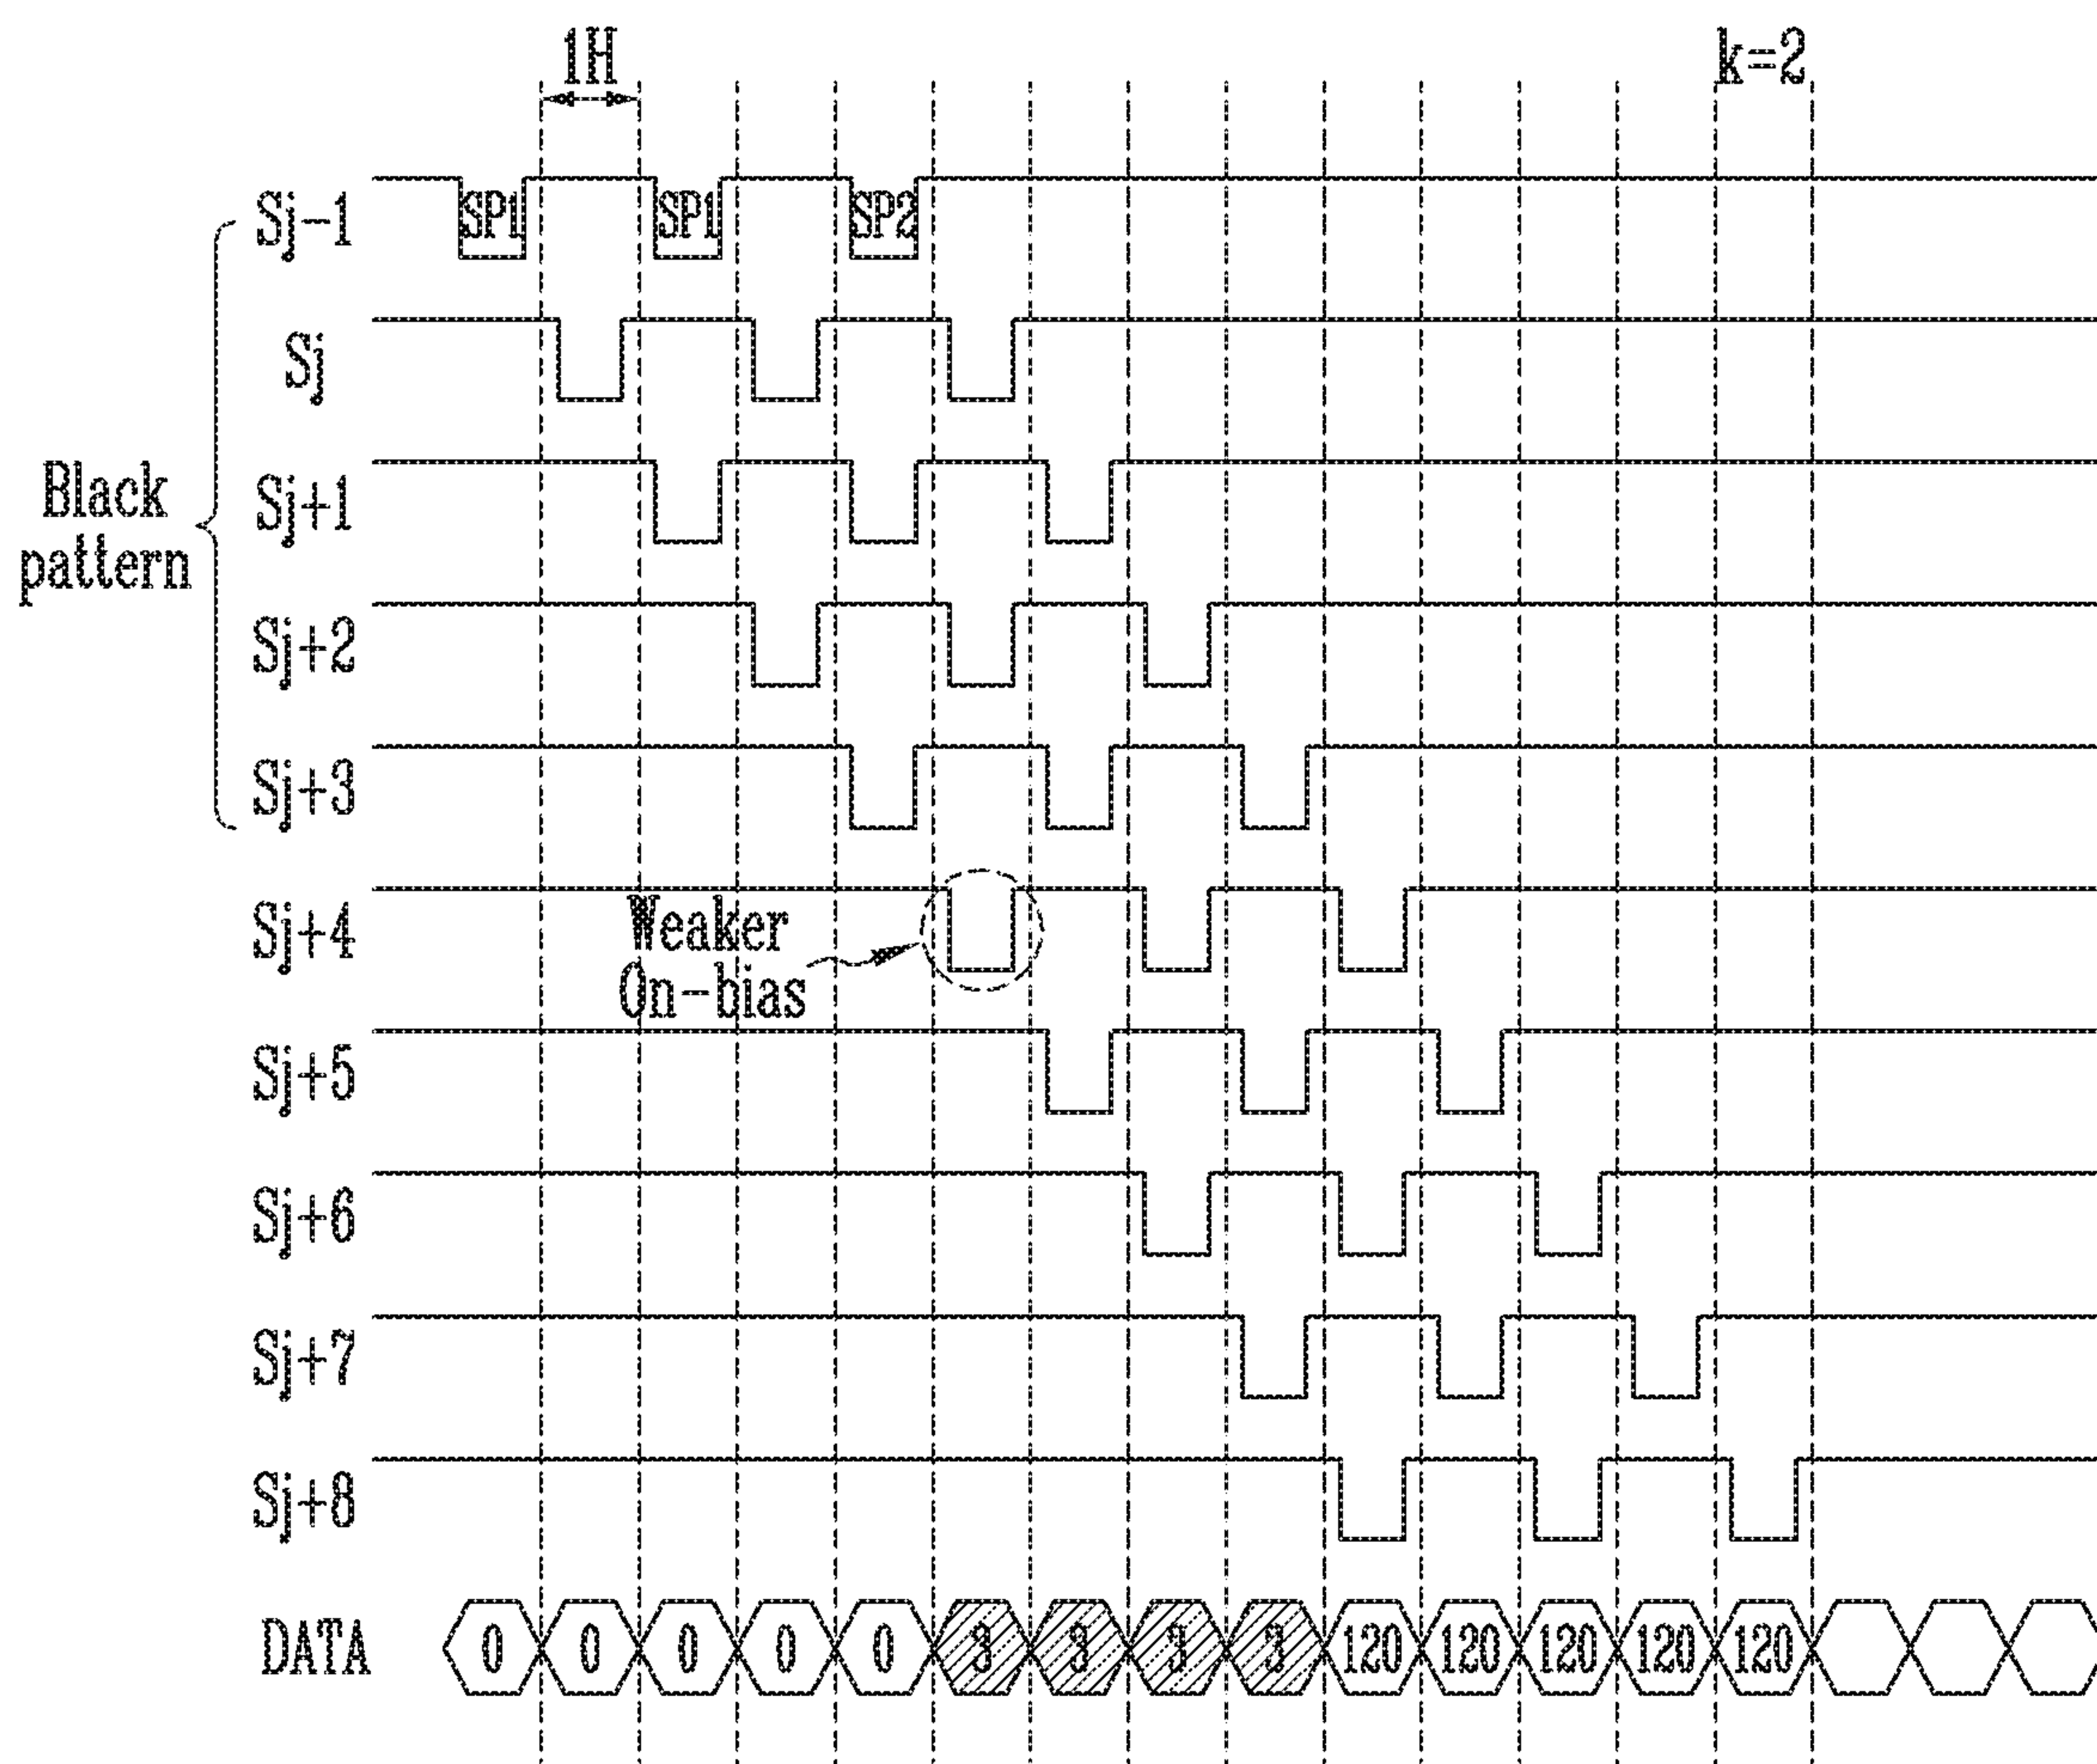 1H
k=2
Sj-1
SP1
SP1
SP2
Sj
Black
pattern
Sj+1
Sj+2
Sj+3
Sj+4
Weaker
On-bias
Sj+5
Sj+6
Sj+7
Sj+8
DATA 0 0 0 0 0 3 3 3 3 120 120 120 120 120